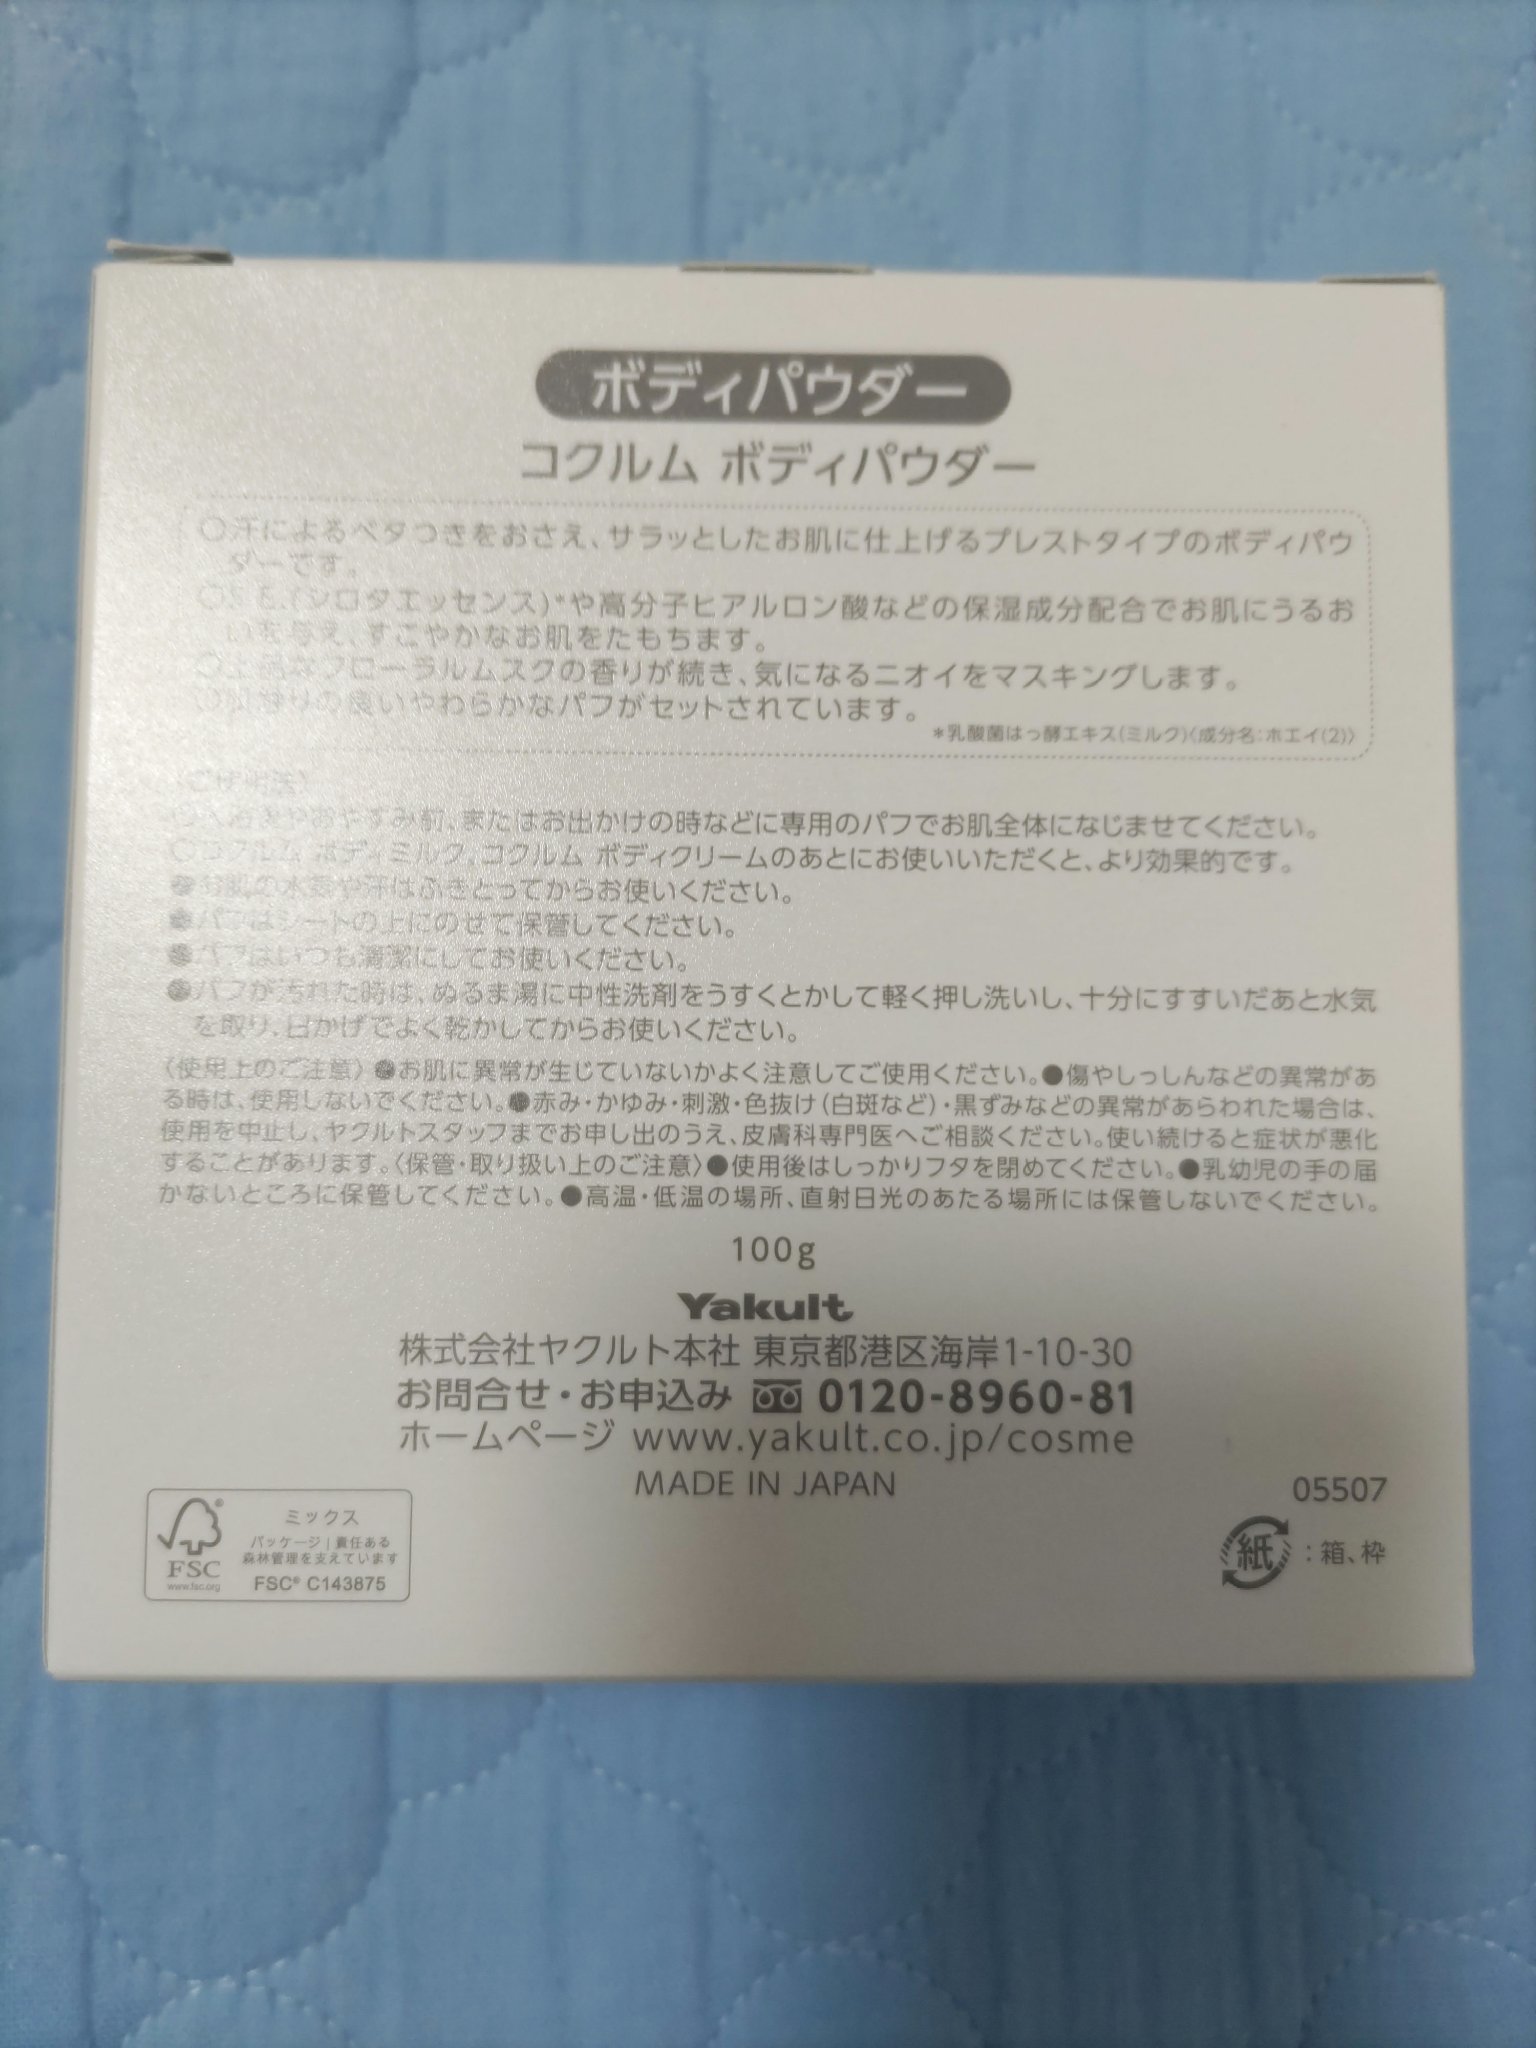 ボディパウダー
コクルム ボディパウダー
○汗によるベタつきをおさえ、サラッとしたお肌に仕上げるプレストタイプのボディパウ
ダーです。
○S.E.(シロタエッセンス)*や高分子ヒアルロン酸などの保湿成分配合でお肌にうるお
いを与え、すこやかなお肌をたもちます。
○上品なフローラルムスクの香りが続き、気になるニオイをマスキングします。
○肌触りの良いやわらかなパフがセットされています。
*乳酸菌はっ酵エキス(ミルク)〈成分名:ホエイ(2)〉
〈ご使用法〉
やおやすみ前、またはお出かけの時などに専用のパフでお肌全体になじませてください。
○コクルム ボディミルク、コクルム ボディクリームのあとにお使いいただくと、より効果的です。
●お肌の水気や汗はふきとってからお使いください。
●パフはシートの上にのせて保管してください。
●パフはいつも清潔にしてお使いください。
●パフが汚れた時は、ぬるま湯に中性洗剤をうすくとかして軽く押し洗いし、十分にすすいだあと水気
を取り、日かげでよく乾かしてからお使いください。
〈使用上のご注意〉●お肌に異常が生じていないかよく注意してご使用ください。●傷やしっしんなどの異常があ
る時は、使用しないでください。●赤み・かゆみ・刺激・色抜け(白斑など)・黒ずみなどの異常があらわれた場合は、
使用を中止し、ヤクルトスタッフまでお申し出のうえ、皮膚科専門医へご相談ください。使い続けると症状が悪化
することがあります。〈保管・取り扱い上のご注意〉●使用後はしっかりフタを閉めてください。●乳幼児の手の届
かないところに保管してください。●高温・低温の場所、直射日光のあたる場所には保管しないでください。
100g
Yakult
株式会社ヤクルト本社 東京都港区海岸1-10-30
お問合せ・お申込み 0120-8960-81
ホームページ www.yakult.co.jp/cosme
MADE IN JAPAN
05507
紙:箱、枠
ミックス
パッケージ|責任ある
森林管理を支えています
FSC® C143875
FSC
www.fsc.org